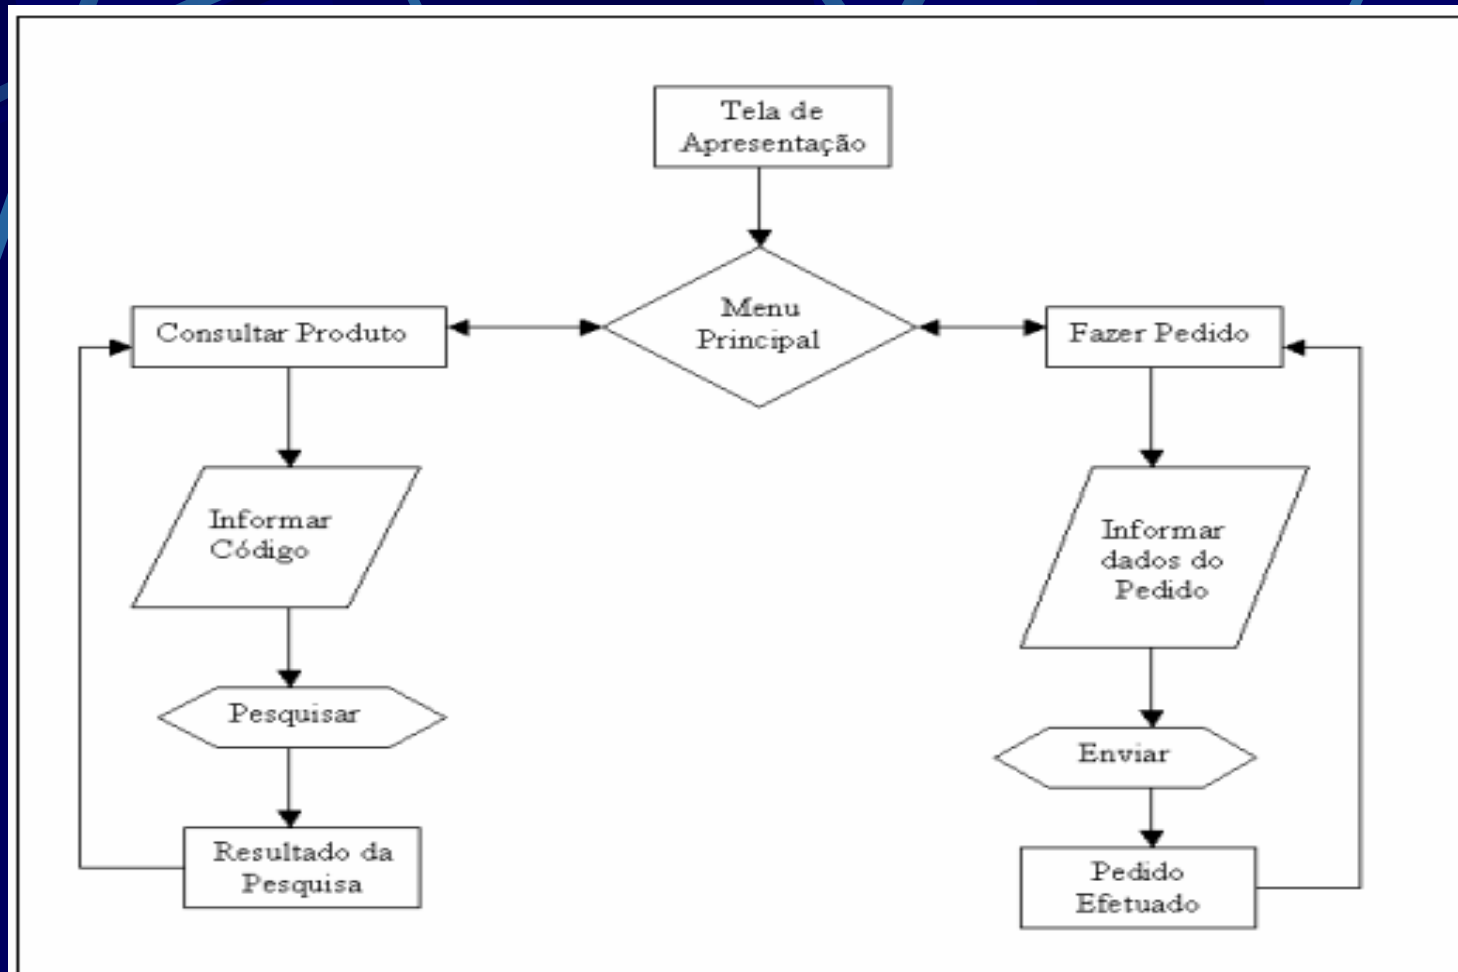 Tela de
Apresentação
Menu
Principal
Consultar Produto
Informar
Código
Pesquisar
Resultado da
Pesquisa
Fazer Pedido
Informar
dados do
Pedido
Enviar
Pedido
Efetuado